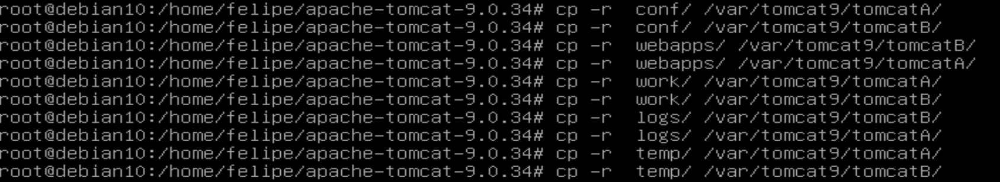 root@debian10:/home/felipe/apache-tomcat-9.0.34# cp -r  conf/ /var/tomcat9/tomcatA/
root@debian10:/home/felipe/apache-tomcat-9.0.34# cp -r  conf/ /var/tomcat9/tomcatB/
root@debian10:/home/felipe/apache-tomcat-9.0.34# cp -r  webapps/ /var/tomcat9/tomcatB/
root@debian10:/home/felipe/apache-tomcat-9.0.34# cp -r  webapps/ /var/tomcat9/tomcatA/
root@debian10:/home/felipe/apache-tomcat-9.0.34# cp -r  work/ /var/tomcat9/tomcatA/
root@debian10:/home/felipe/apache-tomcat-9.0.34# cp -r  work/ /var/tomcat9/tomcatB/
root@debian10:/home/felipe/apache-tomcat-9.0.34# cp -r  logs/ /var/tomcat9/tomcatB/
root@debian10:/home/felipe/apache-tomcat-9.0.34# cp -r  logs/ /var/tomcat9/tomcatA/
root@debian10:/home/felipe/apache-tomcat-9.0.34# cp -r  temp/ /var/tomcat9/tomcatA/
root@debian10:/home/felipe/apache-tomcat-9.0.34# cp -r  temp/ /var/tomcat9/tomcatB/